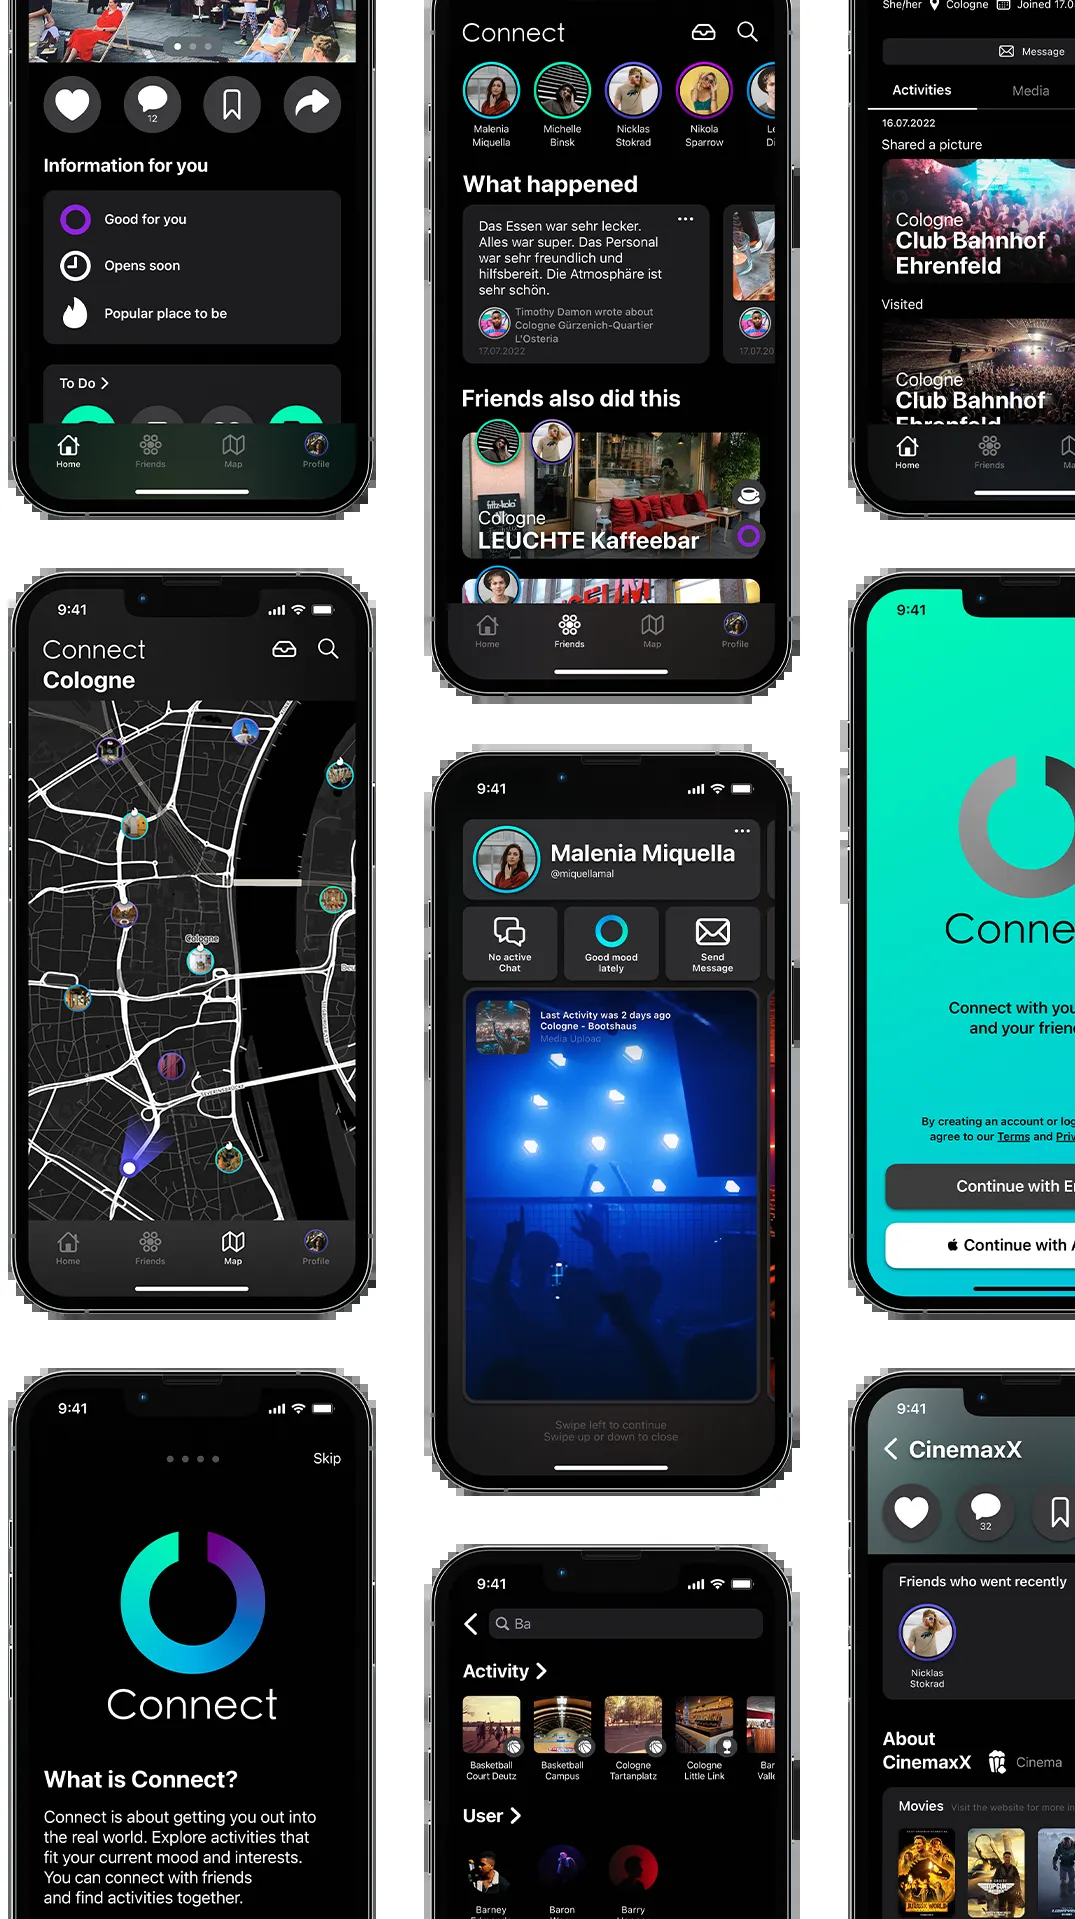 12
Information for you
Good for you
Opens soon
Popular place to be
To Do
Home
Friends
Map
Profile
9:41
Connect
Cologne
Cologne
Home
Friends
Map
Profile
9:41
Skip
Connect
What is Connect?
Connect is about getting you out into
the real world. Explore activities that
fit your current mood and interests.
You can connect with friends
and find activities together.
Connect
Malenia
Miquella
Michelle
Binsk
Nicklas
Stokrad
Nikola
Sparrow
What happened
Das Essen war sehr lecker.
Alles war super. Das Personal
war sehr freundlich und
hilfsbereit. Die Atmosphäre ist
sehr schön.
Timothy Damon wrote about
Cologne Gürzenich-Quartier
L'Osteria
17.07.2022
17.07.20
Friends also did this
fritz-kola
Cologne
LEUCHTE Kaffeebar
Home
Friends
Map
Profile
9:41
Malenia Miquella
@miquellamal
No active
Chat
Good mood
lately
Send
Message
Last Activity was 2 days ago
Cologne - Bootshaus
Media Upload
Swipe left to continue
Swipe up or down to close
9:41
Ba
Activity
Basketball
Court Deutz
Basketball
Campus
Cologne
Tartanplatz
Cologne
Little Link
Bar
Valle
User
Barney
Baron
Barry
She/her Cologne Joined 17.0
Message
Activities Media
16.07.2022
Shared a picture
Cologne
Club Bahnhof
Ehrenfeld
Visited
Cologne
Club Bahnhof
Ehrenfeld
Home
Friends
Ma
9:41
Conne
Connect with you
and your frien
By creating an account or log
agree to our Terms and Priv
Continue with E
Continue with A
9:41
CinemaxX
32
Friends who went recently
Nicklas
Stokrad
About
CinemaxX
Cinema
Movies Visit the website for more in
TOPGUN